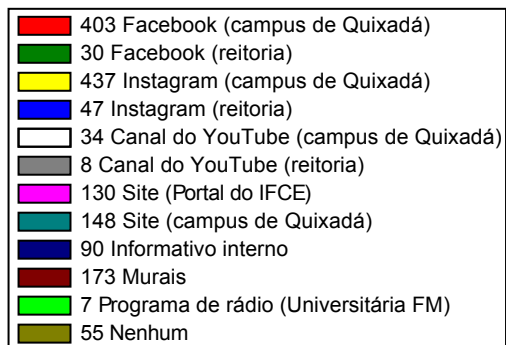 403 Facebook (campus de Quixadá)
30 Facebook (reitoria)
437 Instagram (campus de Quixadá)
47 Instagram (reitoria)
34 Canal do YouTube (campus de Quixadá)
8 Canal do YouTube (reitoria)
130 Site (Portal do IFCE)
148 Site (campus de Quixadá)
90 Informativo interno
173 Murais
7 Programa de rádio (Universitária FM)
55 Nenhum